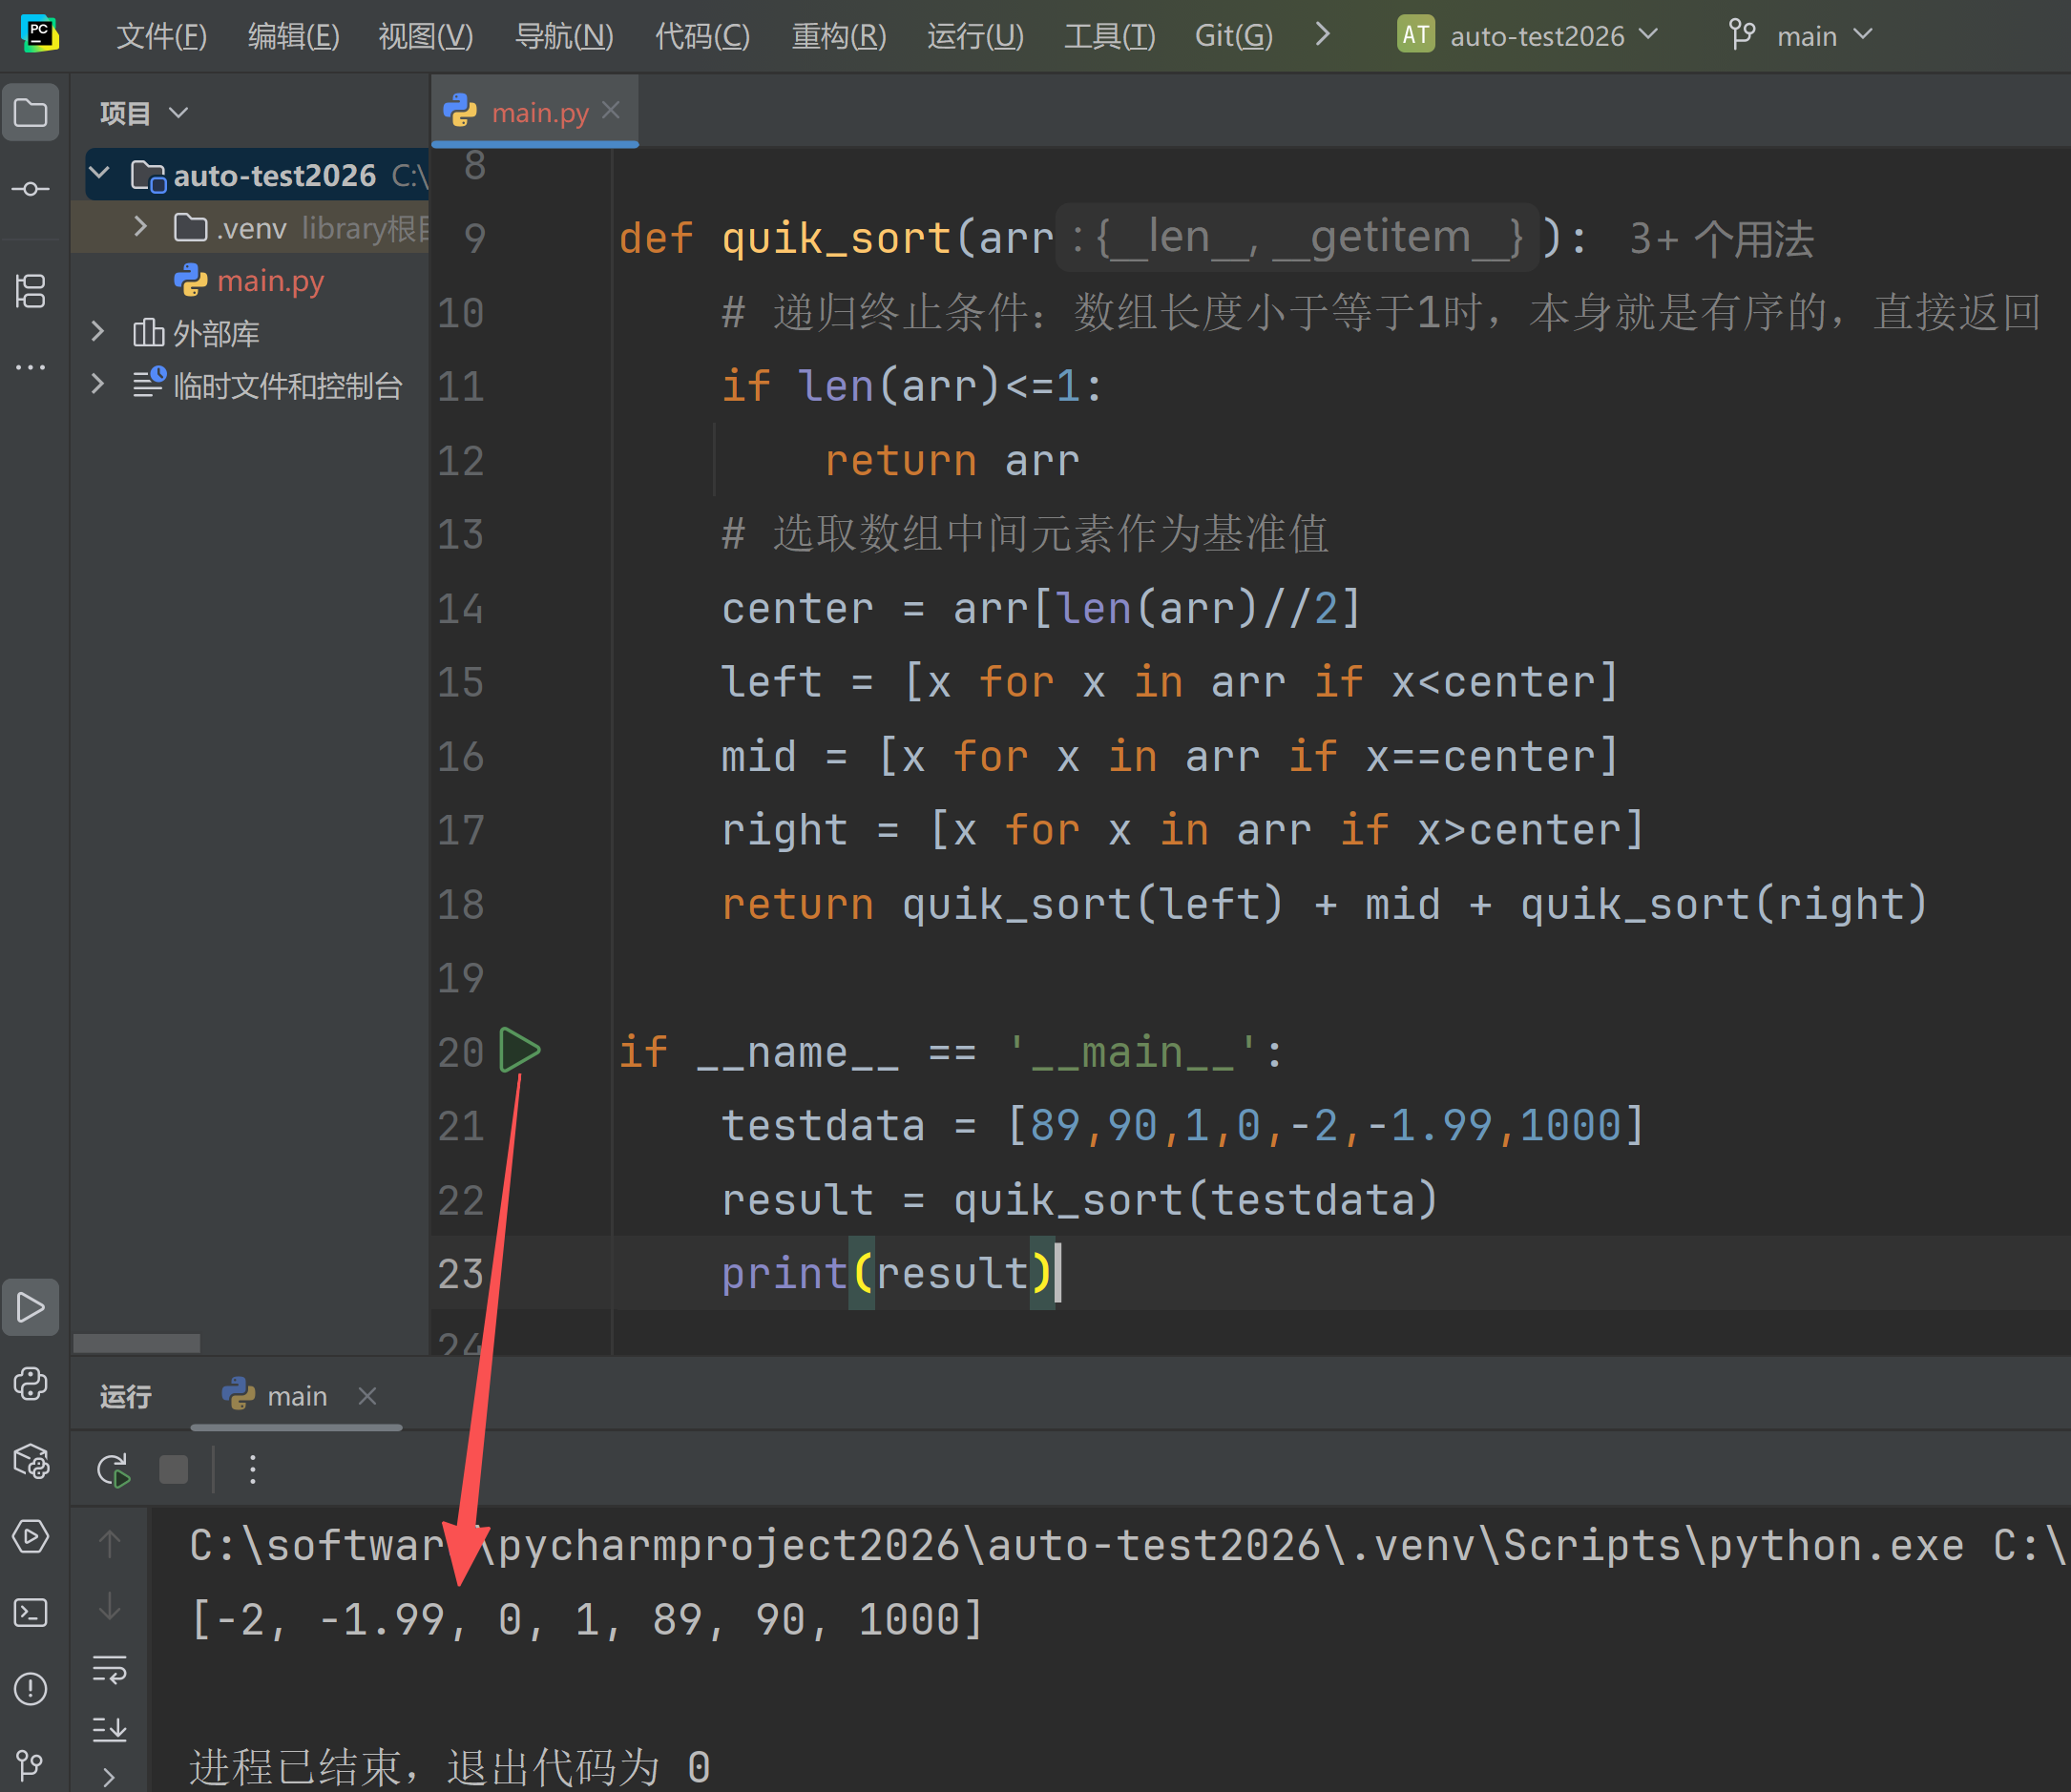 PC 文件(F) 编辑(E) 视图(V) 导航(N) 代码(C) 重构(R) 运行(U) 工具(T) Git(G) AT auto-test2026 main
项目
auto-test2026 C:\
.venv library根目
main.py
外部库
临时文件和控制台
main.py
8
9 def quik_sort(arr : {__len__, __getitem__} ): 3+ 个用法
10 # 递归终止条件：数组长度小于等于1时，本身就是有序的，直接返回
11 if len(arr)<=1:
12 return arr
13 # 选取数组中间元素作为基准值
14 center = arr[len(arr)//2]
15 left = [x for x in arr if x<center]
16 mid = [x for x in arr if x==center]
17 right = [x for x in arr if x>center]
18 return quik_sort(left) + mid + quik_sort(right)
19
20 if __name__ == '__main__':
21 testdata = [89,90,1,0,-2,-1.99,1000]
22 result = quik_sort(testdata)
23 print(result)
24
运行 main
C:\softwar\pycharmproject2026\auto-test2026\.venv\Scripts\python.exe C:\
[-2, -1.99, 0, 1, 89, 90, 1000]
进程已结束，退出代码为 0